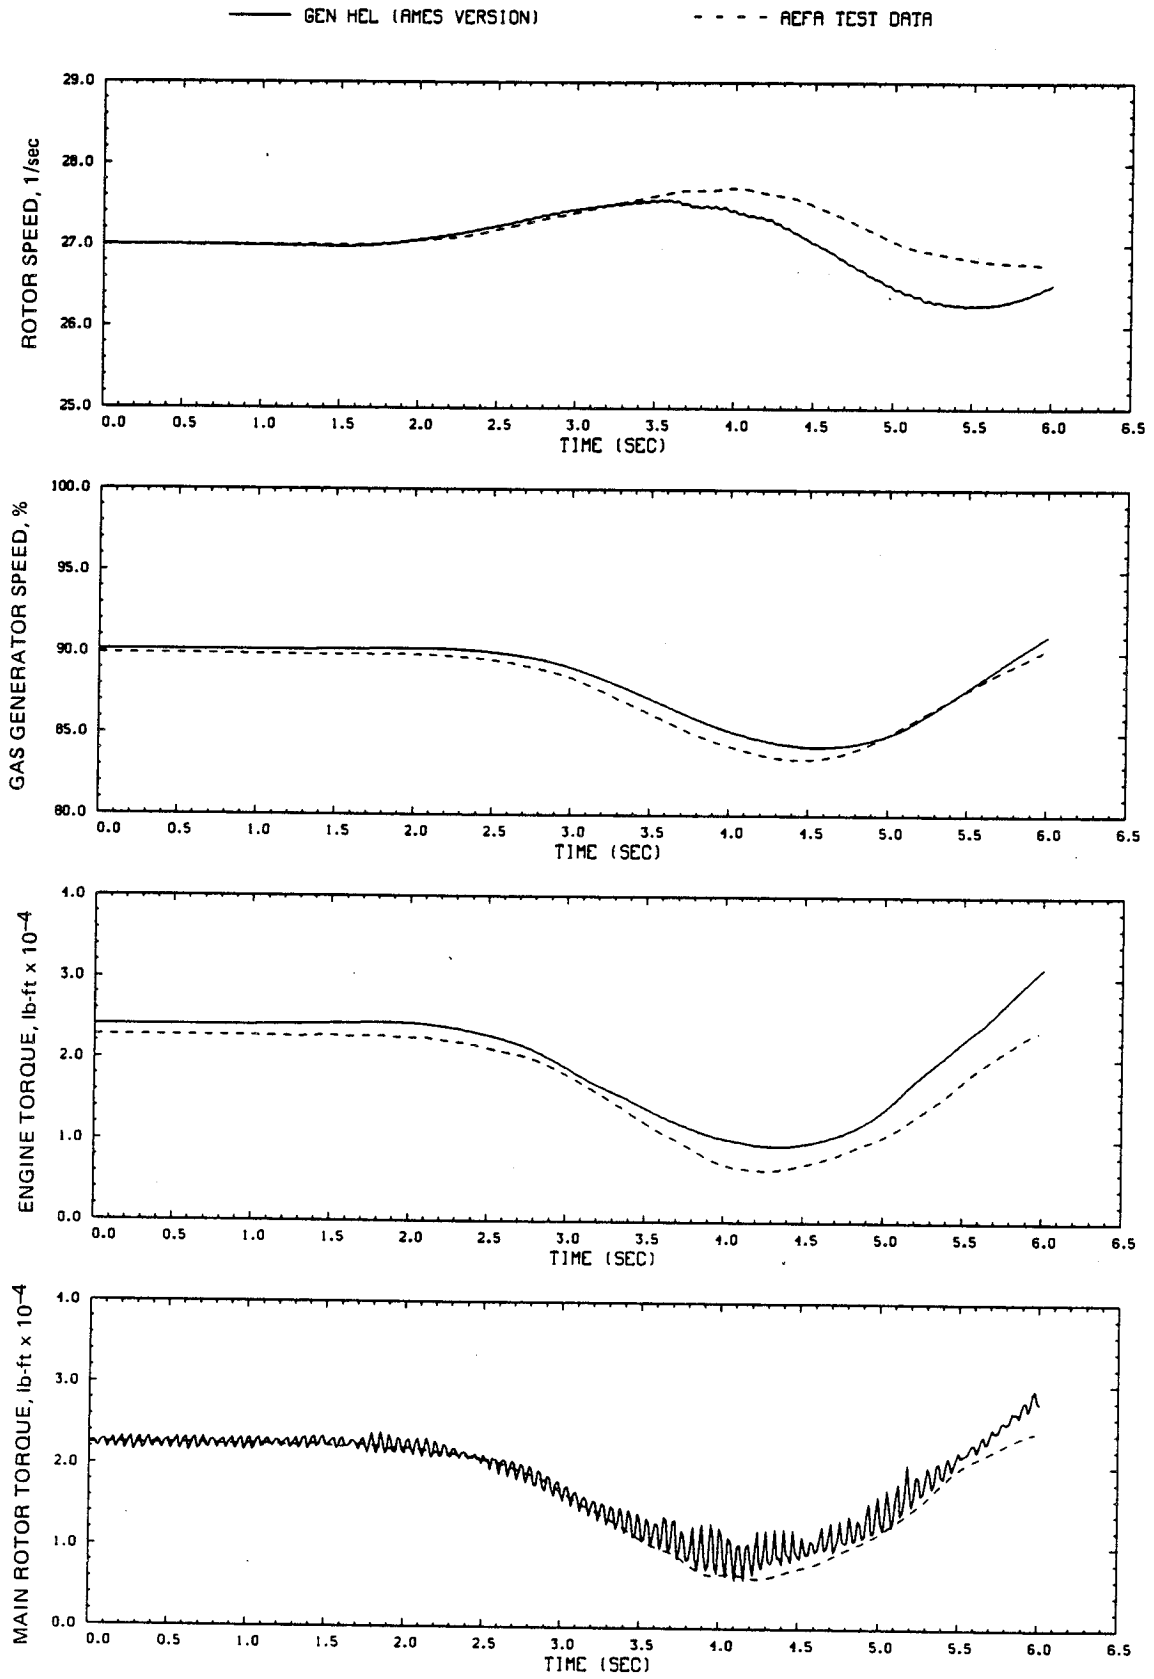 GEN HEL (AMES VERSION)
AEFA TEST DATA
ROTOR SPEED, 1/sec
29.0
28.0
27.0
26.0
25.0
0.0 0.5 1.0 1.5 2.0 2.5 3.0 3.5 4.0 4.5 5.0 5.5 6.0 6.5
TIME (SEC)
GAS GENERATOR SPEED, %
100.0
95.0
90.0
85.0
80.0
0.0 0.5 1.0 1.5 2.0 2.5 3.0 3.5 4.0 4.5 5.0 5.5 6.0 6.5
TIME (SEC)
ENGINE TORQUE, lb-ft x 10-4
4.0
3.0
2.0
1.0
0.0
0.0 0.5 1.0 1.5 2.0 2.5 3.0 3.5 4.0 4.5 5.0 5.5 6.0 6.5
TIME (SEC)
MAIN ROTOR TORQUE, lb-ft x 10-4
4.0
3.0
2.0
1.0
0.0
0.0 0.5 1.0 1.5 2.0 2.5 3.0 3.5 4.0 4.5 5.0 5.5 6.0 6.5
TIME (SEC)